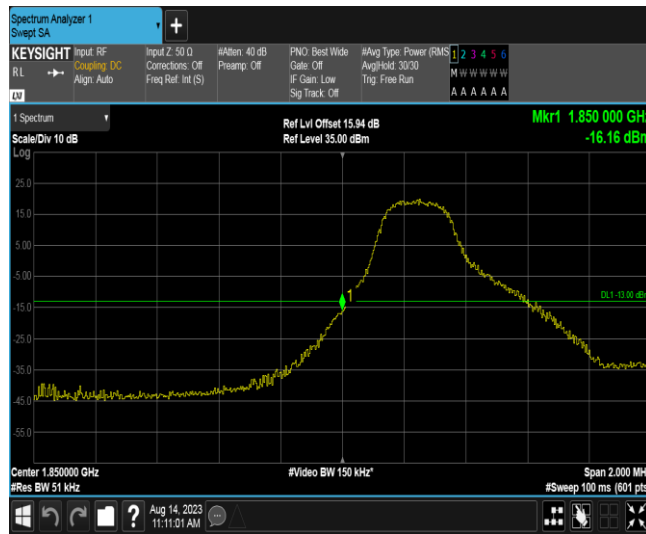 Spectrum Analyzer 1
Swept SA
+
KEYSIGHT
RL
LXI
Input: RF
Coupling: DC
Align: Auto
Input Z: 50 Ω
Corrections: Off
Freq Ref: Int (S)
#Atten: 40 dB
Preamp: Off
PNO: Best Wide
Gate: Off
IF Gain: Low
Sig Track: Off
#Avg Type: Power (RMS
Avg|Hold: 30/30
Trig: Free Run
1 2 3 4 5 6
M W W W W W
A A A A A A
1 Spectrum
Scale/Div 10 dB
Log
Ref Lvl Offset 15.94 dB
Ref Level 35.00 dBm
Mkr1 1.850 000 GHz
-16.16 dBm
25.0
15.0
5.00
-5.00
-15.0
-25.0
-35.0
-45.0
-55.0
1
DL1 -13.00 dBm
Center 1.850000 GHz
#Res BW 51 kHz
#Video BW 150 kHz*
Span 2.000 MH
#Sweep 100 ms (601 pts
?
Aug 14, 2023
11:11:01 AM